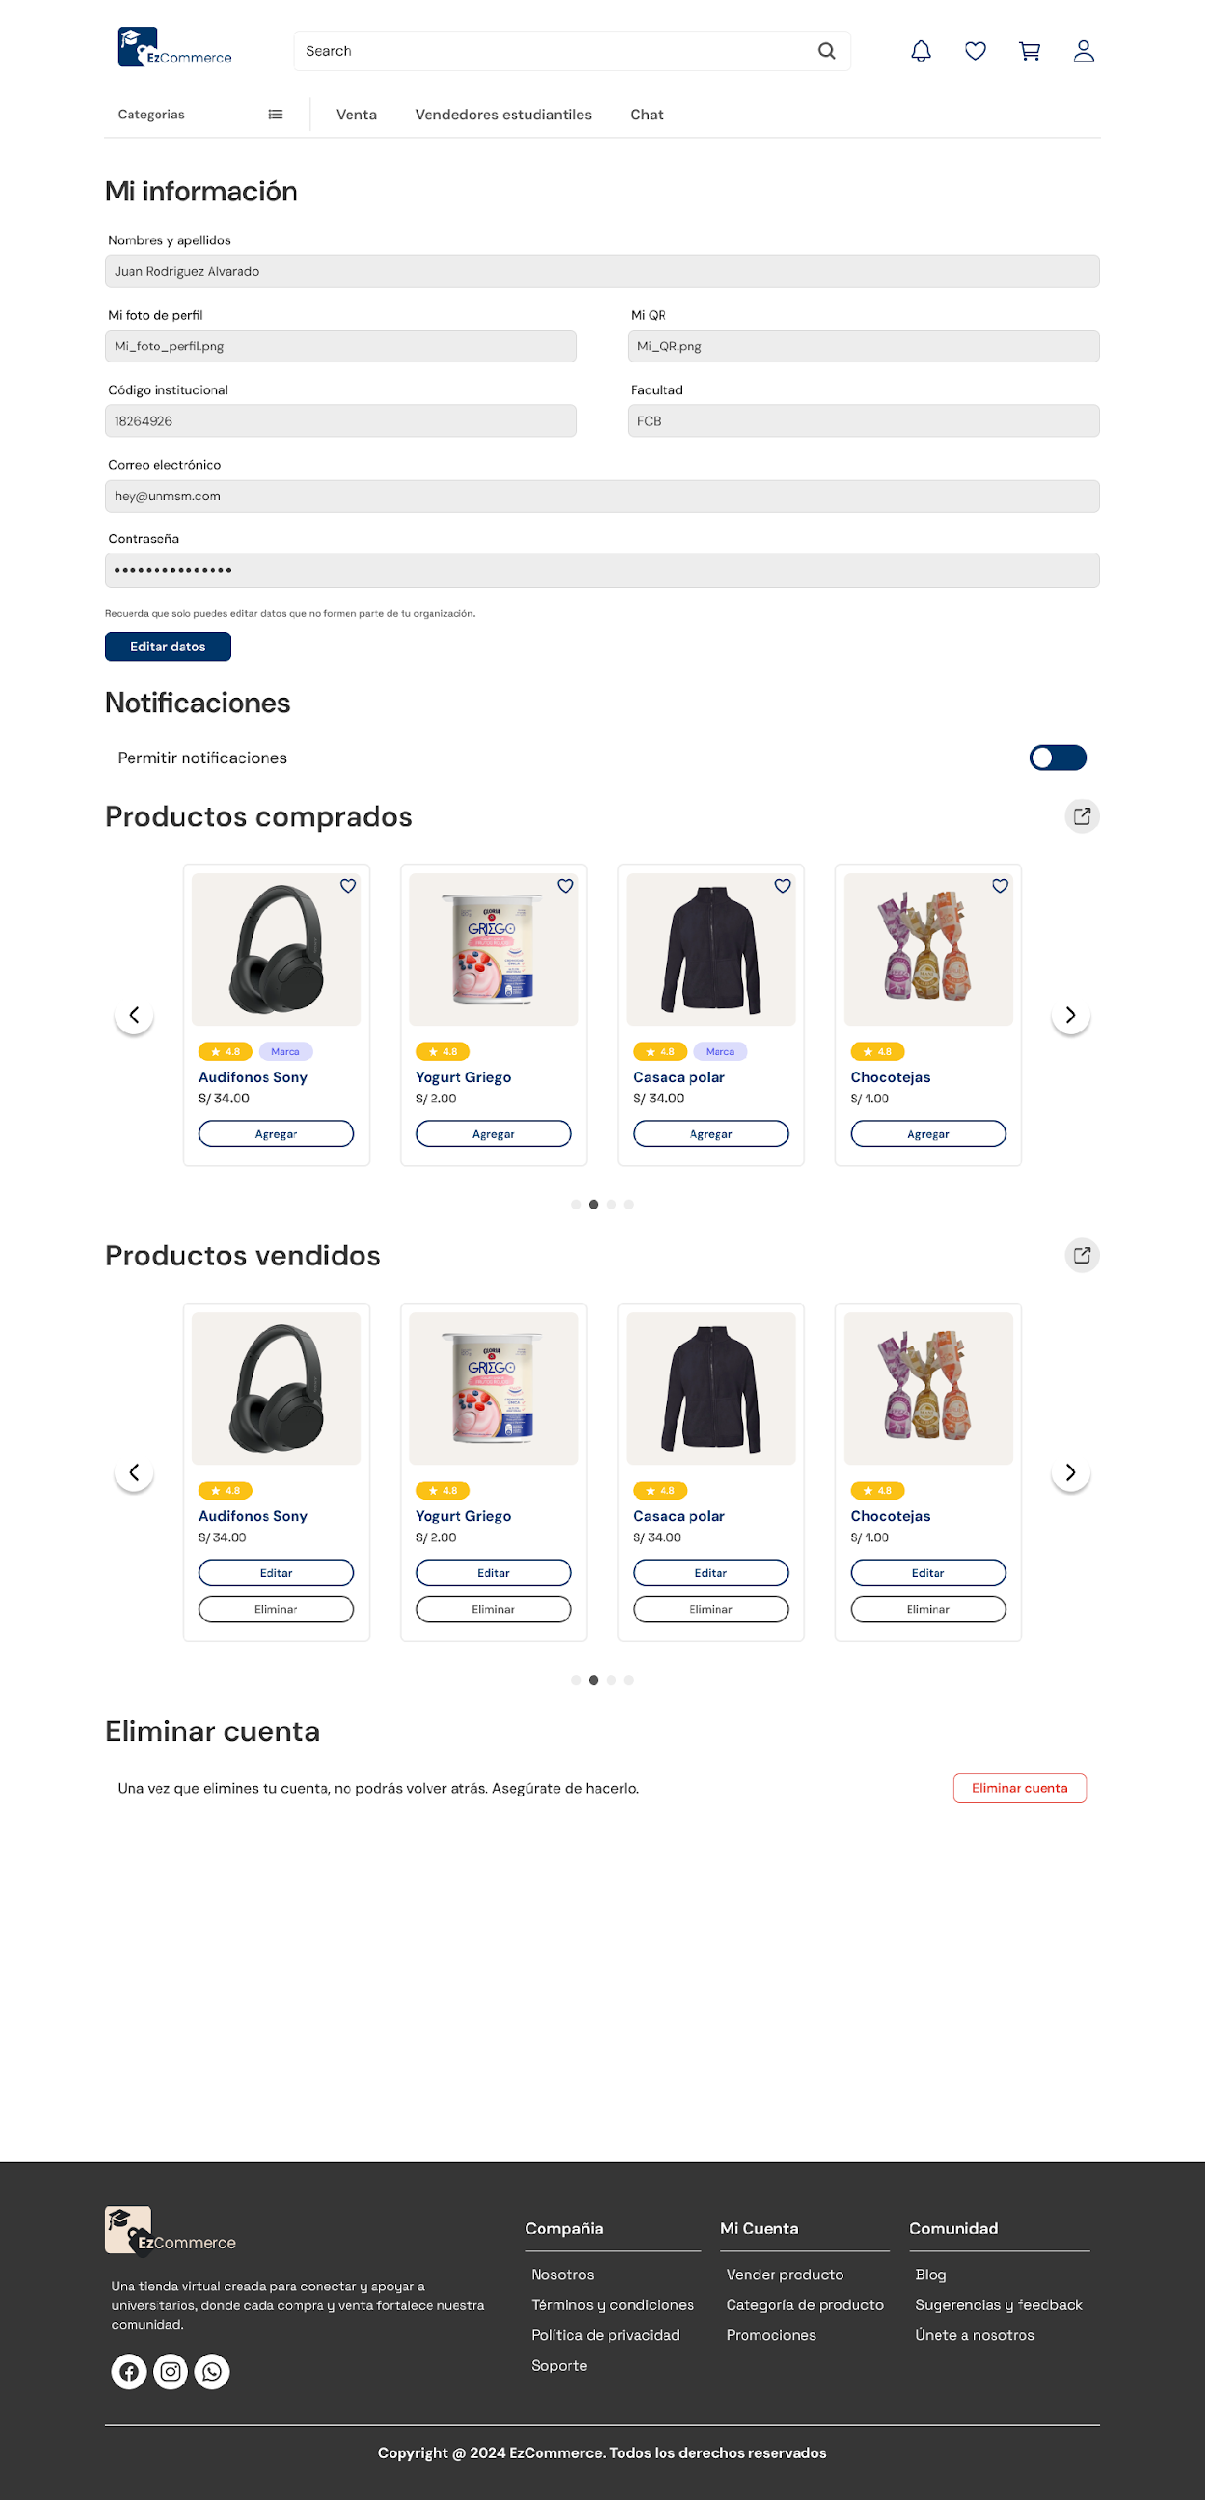 EzCommerce
Search
Categorias
Venta
Vendedores estudiantiles
Chat
Mi información
Nombres y apellidos
Juan Rodriguez Alvarado
Mi foto de perfil
Mi QR
Mi_foto_perfil.png
Mi_QR.png
Código institucional
Facultad
18264926
FCB
Correo electrónico
hey@unmsm.com
Contraseña
•••••••••••••••
Recuerda que solo puedes editar datos que no formen parte de tu organización.
Editar datos
Notificaciones
Permitir notificaciones
Productos comprados
GLORIA
GRIEGO
4.8 Marca
4.8
4.8 Marca
4.8
Audifonos Sony
Yogurt Griego
Casaca polar
Chocotejas
S/ 34.00
S/ 2.00
S/ 34.00
S/ 1.00
Agregar
Agregar
Agregar
Agregar
Productos vendidos
GLORIA
GRIEGO
4.8
4.8
4.8
4.8
Audifonos Sony
Yogurt Griego
Casaca polar
Chocotejas
S/ 34.00
S/ 2.00
S/ 34.00
S/ 1.00
Editar
Editar
Editar
Editar
Eliminar
Eliminar
Eliminar
Eliminar
Eliminar cuenta
Una vez que elimines tu cuenta, no podrás volver atrás. Asegúrate de hacerlo.
Eliminar cuenta
EzCommerce
Una tienda virtual creada para conectar y apoyar a
universitarios, donde cada compra y venta fortalece nuestra
comunidad.
Compañia
Nosotros
Términos y condiciones
Política de privacidad
Soporte
Mi Cuenta
Vender producto
Categoría de producto
Promociones
Comunidad
Blog
Sugerencias y feedback
Únete a nosotros
Copyright @ 2024 EzCommerce. Todos los derechos reservados